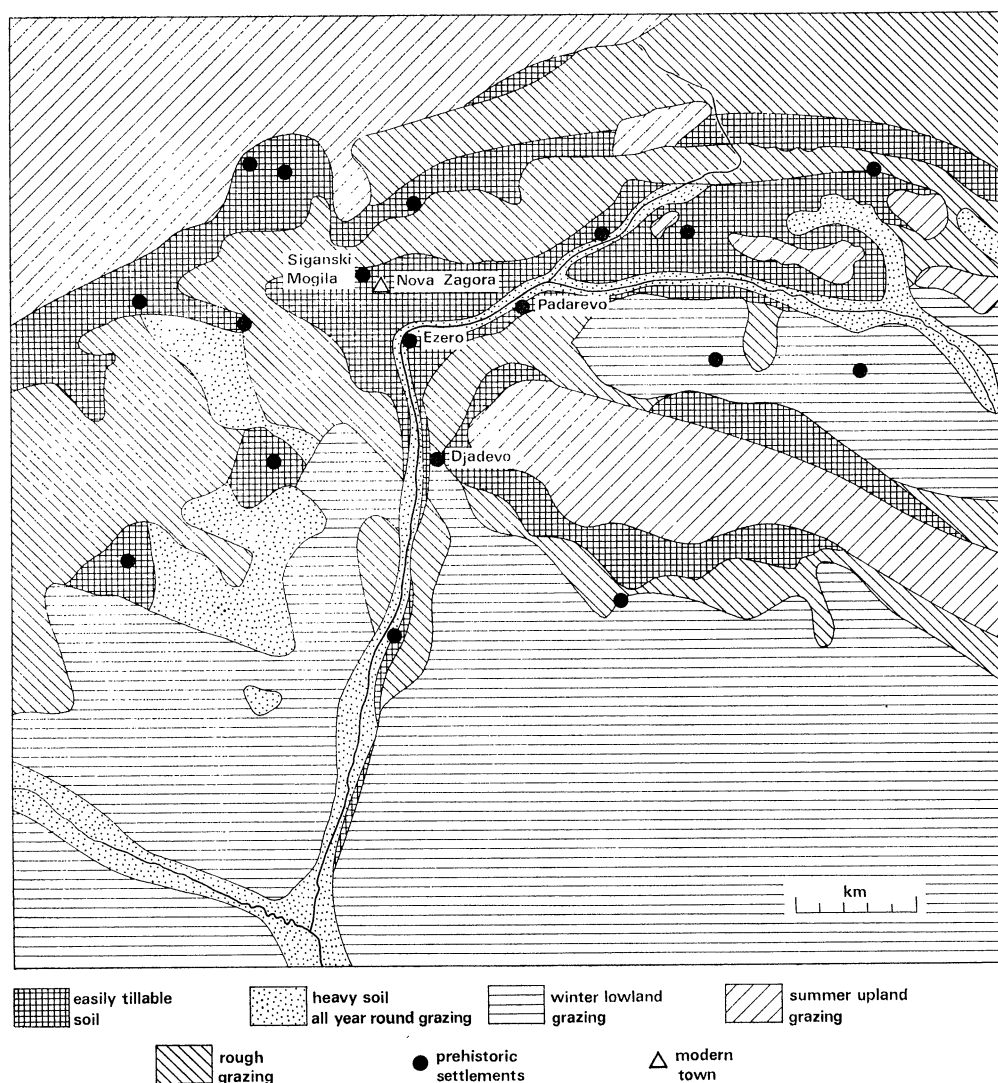 Siganski
Mogila
Nova Zagora
Padarevo
Ezero
Djadevo
km
easily tillable
soil
heavy soil
all year round grazing
winter lowland
grazing
summer upland
grazing
rough
grazing
prehistoric
settlements
modern
town